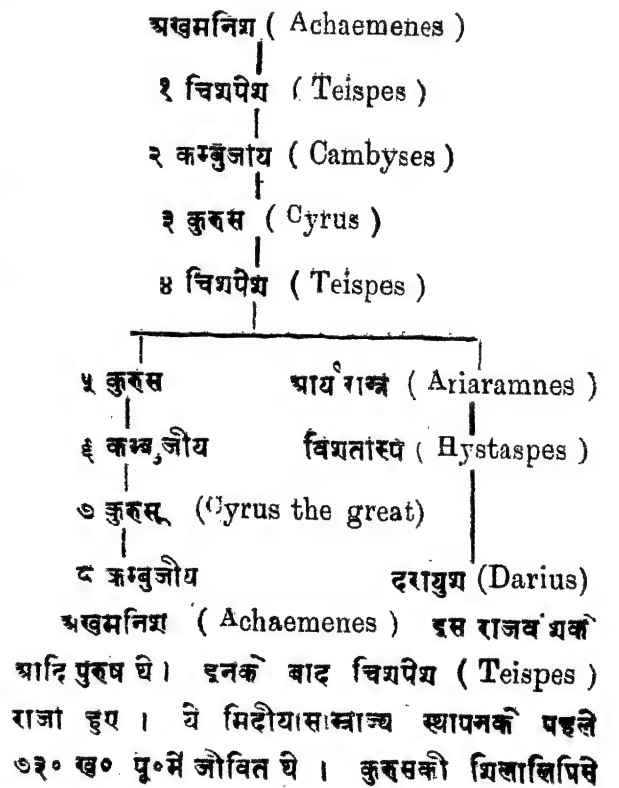 अखमनिश ( Achaemenes )
१ चिशपेश ( Teispes )
२ कम्बुजीय ( Cambyses )
३ कुरुस ( Cyrus )
४ चिशपेश ( Teispes )
५ कुरुस आर्यराम्न ( Ariaramnes )
६ कम्बुजीय विशतास्प ( Hystaspes )
७ कुरुस् (Cyrus the great)
८ कम्बुजीय दरायुश (Darius)
अखमनिश ( Achaemenes ) इस राजवंशके
आदि पुरुष थे। इनके बाद चिशपेश ( Teispes )
राजा हुए । ये मिदीयासाम्राज्य स्थापनके पहले
७३० ख० पू०में जीवित थे । कुरुसकी शिलालिपिसे